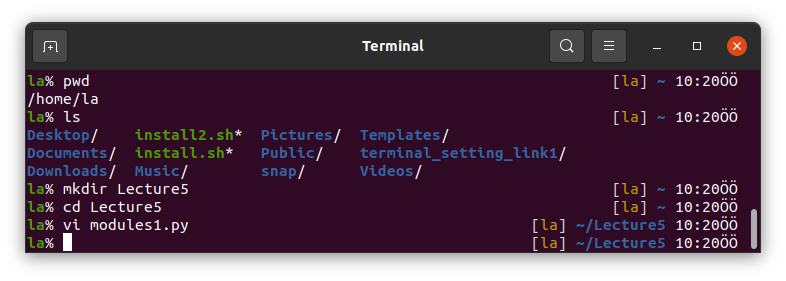 Terminal
la% pwd [la] ~ 10:20ÖÖ
/home/la
la% ls [la] ~ 10:20ÖÖ
Desktop/ install2.sh* Pictures/ Templates/
Documents/ install.sh* Public/ terminal_setting_link1/
Downloads/ Music/ snap/ Videos/
la% mkdir Lecture5 [la] ~ 10:20ÖÖ
la% cd Lecture5 [la] ~ 10:20ÖÖ
la% vi modules1.py [la] ~/Lecture5 10:20ÖÖ
la% [la] ~/Lecture5 10:20ÖÖ